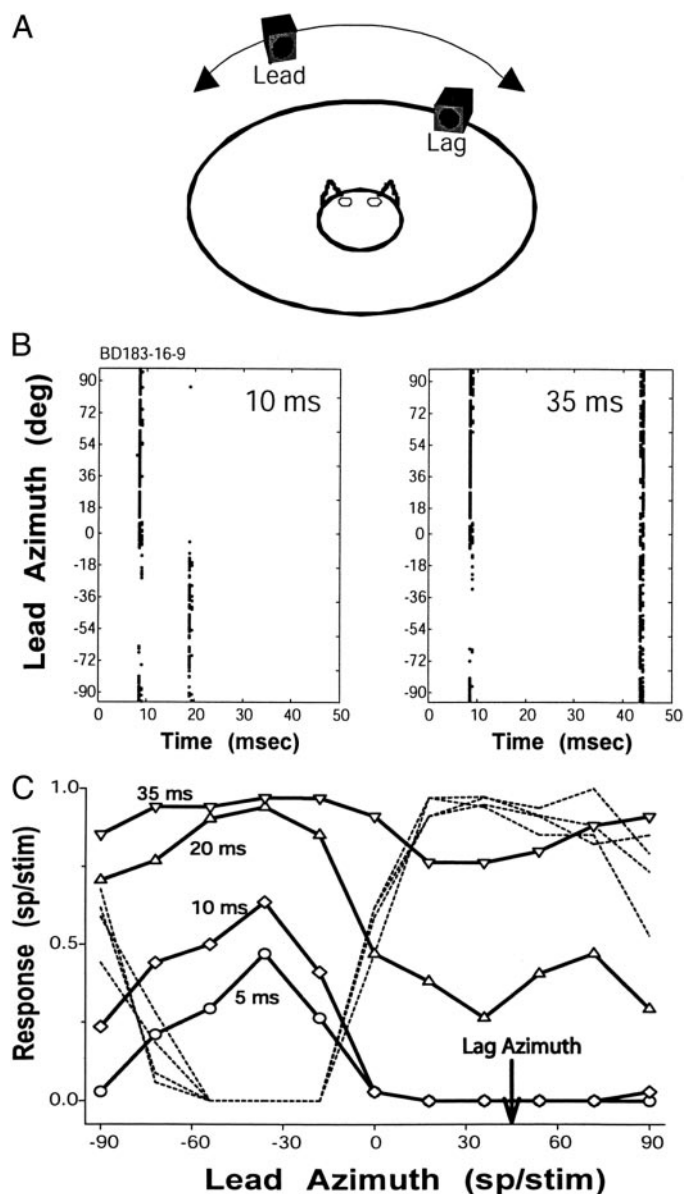 A
Lead
Lag
B
BD183-16-9
Lead Azimuth (deg)
90
72
54
36
18
0
-18
-36
-54
-72
-90
10 ms
0 10 20 30 40 50
Time (msec)
90
72
54
36
18
0
-18
-36
-54
-72
-90
35 ms
0 10 20 30 40 50
Time (msec)
C
Response (sp/stim)
1.0
0.5
0.0
35 ms
20 ms
10 ms
5 ms
Lag Azimuth
-90 -60 -30 0 30 60 90
Lead Azimuth (sp/stim)